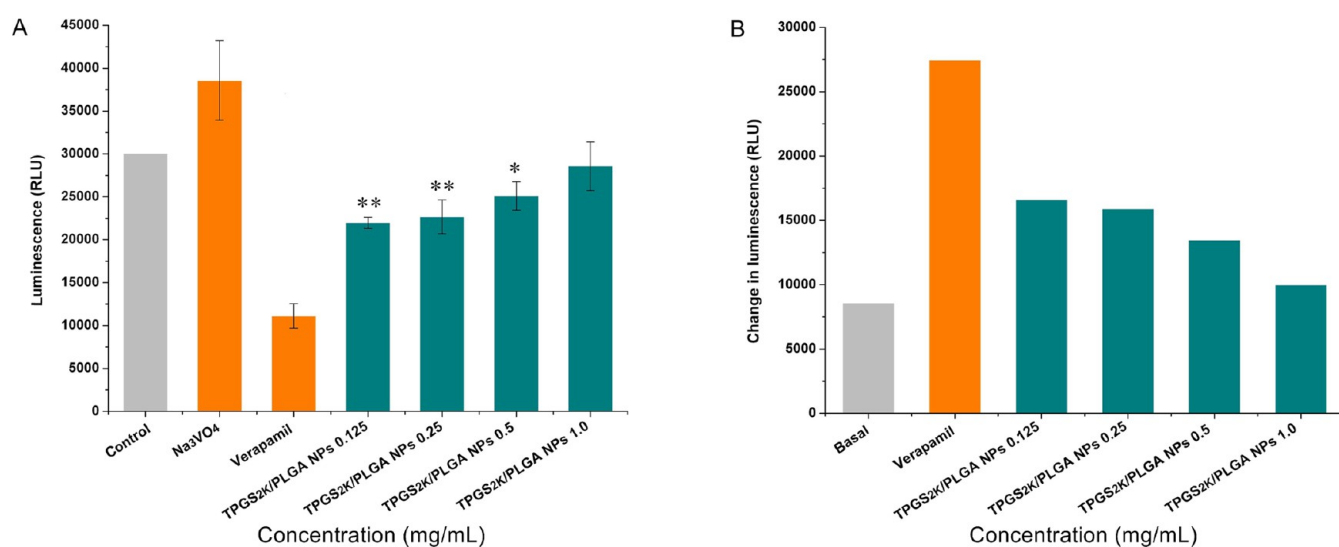 A
Luminescence (RLU)
45000
40000
35000
30000
25000
20000
15000
10000
5000
0
**
**
*
Control
Na3VO4
Verapamil
TPGS2K/PLGA NPs 0.125
TPGS2K/PLGA NPs 0.25
TPGS2K/PLGA NPs 0.5
TPGS2K/PLGA NPs 1.0
Concentration (mg/mL)
B
Change in luminescence (RLU)
30000
25000
20000
15000
10000
5000
0
Basal
Verapamil
TPGS2K/PLGA NPs 0.125
TPGS2K/PLGA NPs 0.25
TPGS2K/PLGA NPs 0.5
TPGS2K/PLGA NPs 1.0
Concentration (mg/mL)